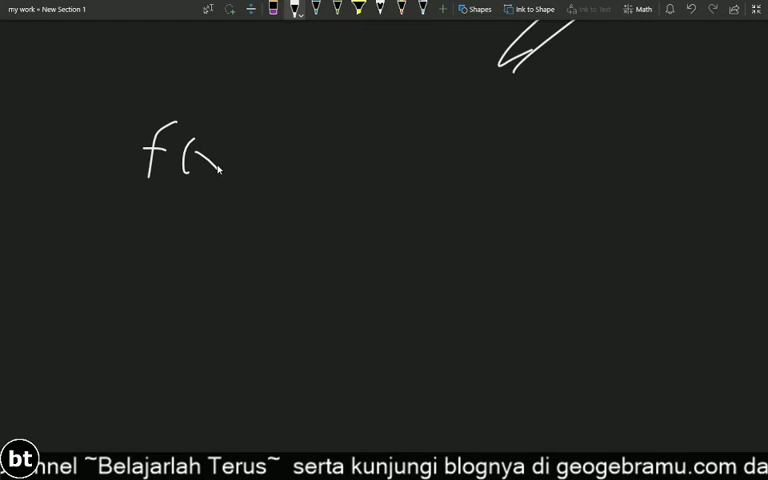 my work » New Section 1
Shapes
Ink to Shape
Ink to Text
Math
f(
bt
nnel ~Belajarlah Terus~ serta kunjungi blognya di geogebramu.com da